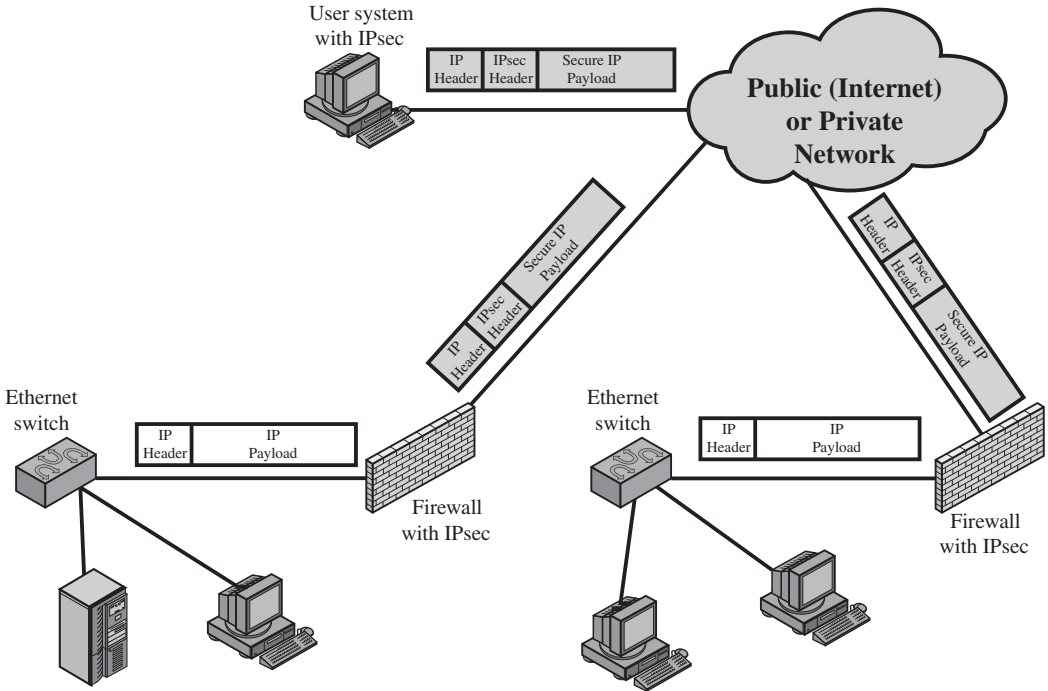 User system
with IPsec
IP
Header
IPsec
Header
Secure IP
Payload
Public (Internet)
or Private
Network
IP
Header
IPsec
Header
Secure IP
Payload
IP
Header
IPsec
Header
Secure IP
Payload
Ethernet
switch
IP
Header
IP
Payload
Firewall
with IPsec
Ethernet
switch
IP
Header
IP
Payload
Firewall
with IPsec